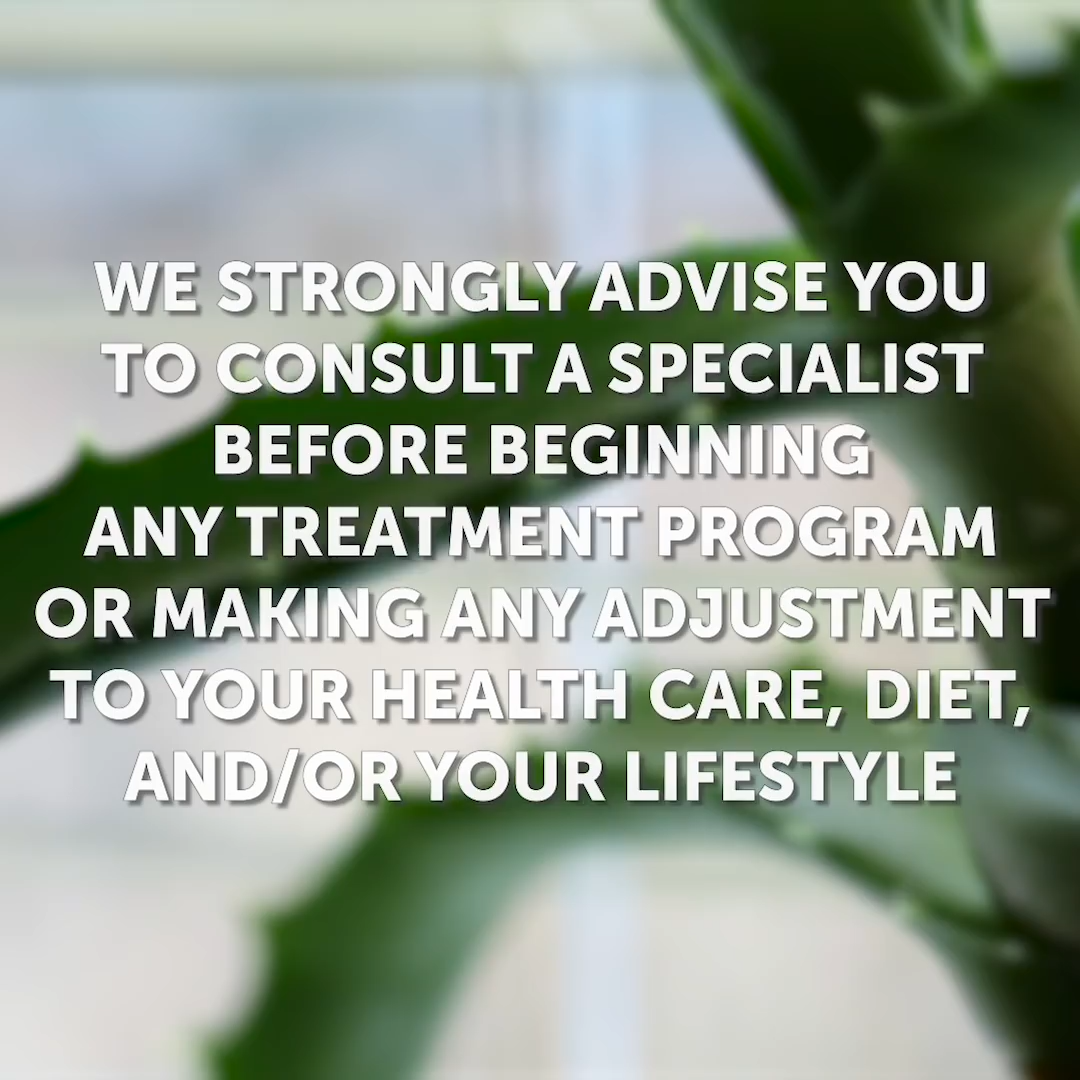 WE STRONGLY ADVISE YOU
TO CONSULT A SPECIALIST
BEFORE BEGINNING
ANY TREATMENT PROGRAM
OR MAKING ANY ADJUSTMENT
TO YOUR HEALTH CARE, DIET,
AND/OR YOUR LIFESTYLE